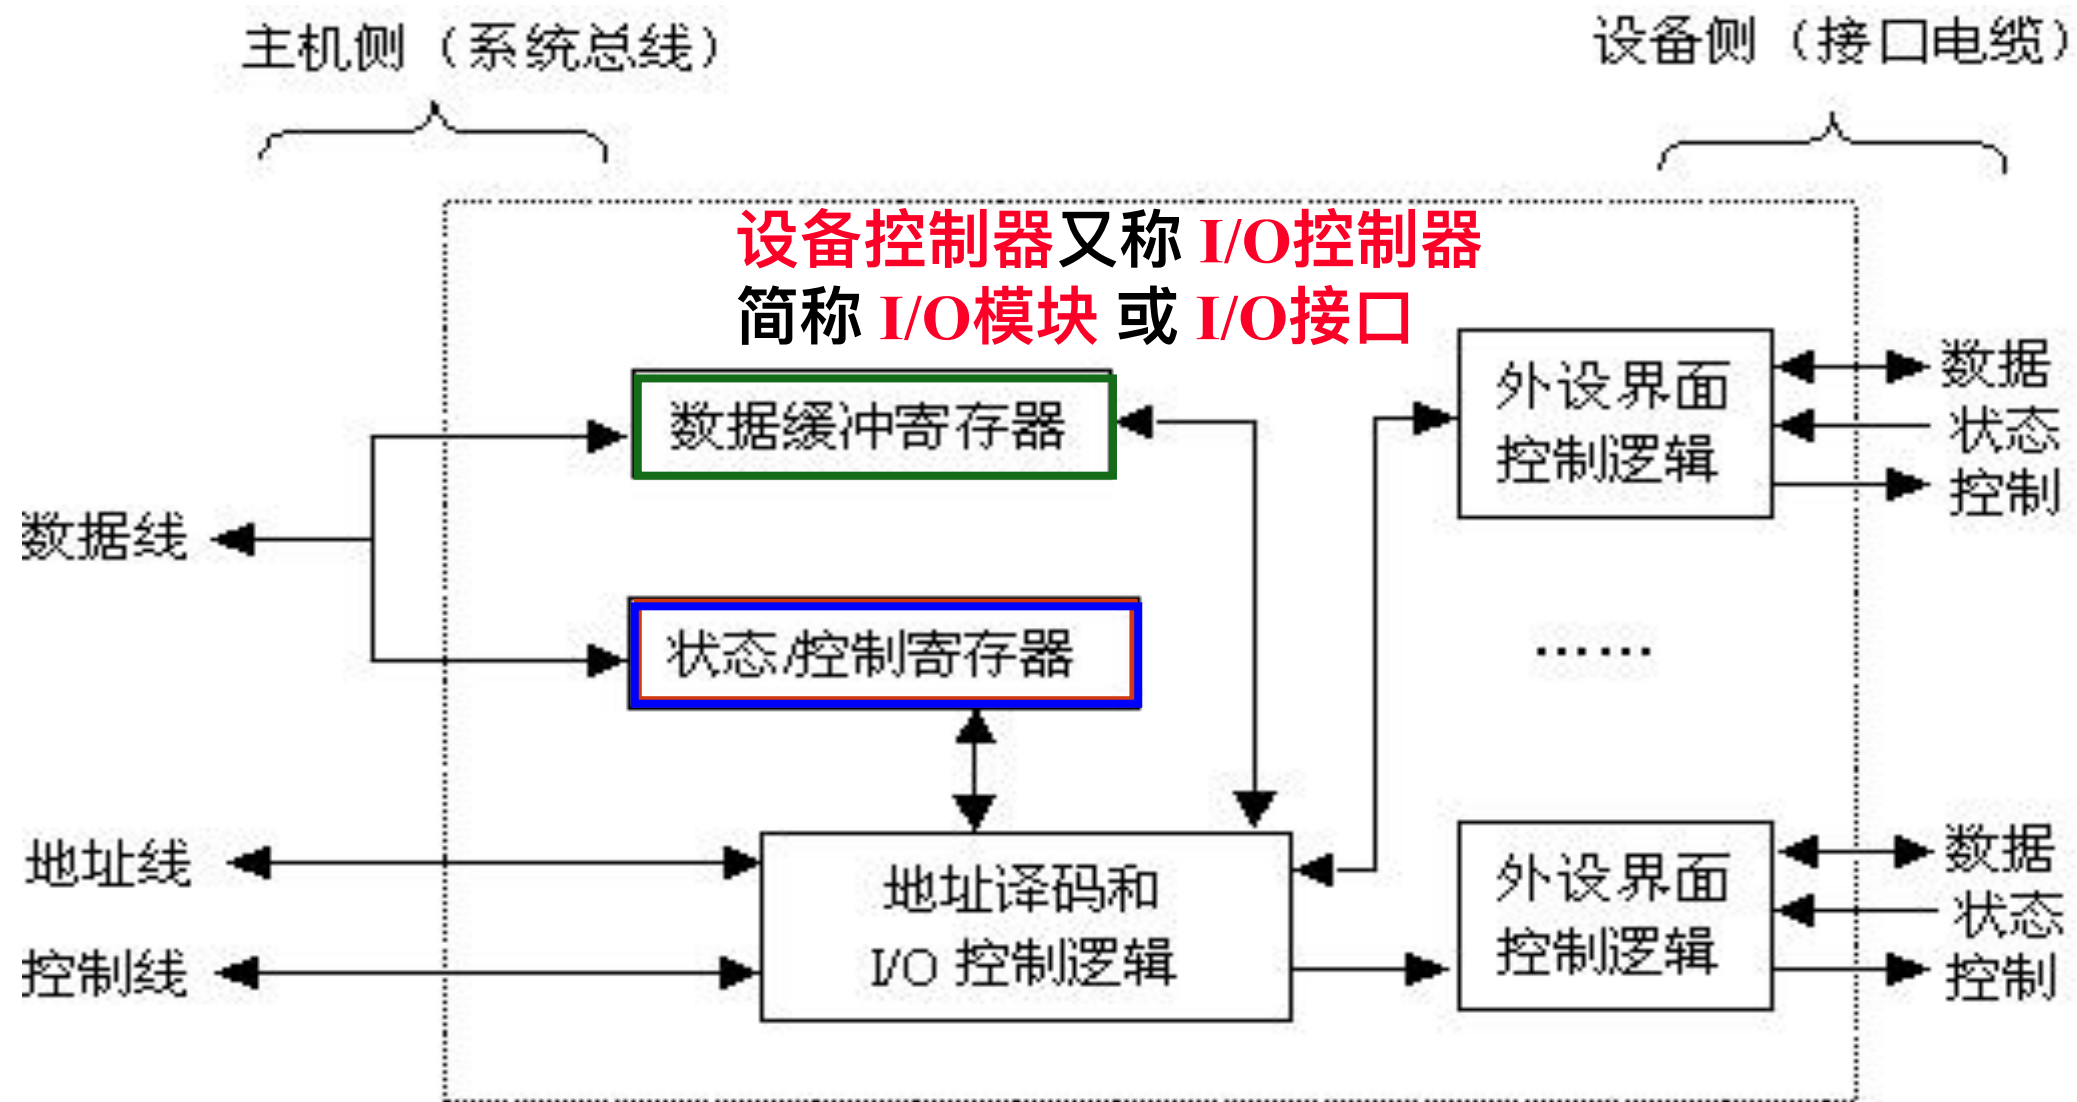 主机侧（系统总线）
设备侧（接口电缆）
设备控制器又称 I/O控制器
简称 I/O模块 或 I/O接口
数据缓冲寄存器
外设界面
控制逻辑
数据
状态
控制
数据线
状态/控制寄存器
……
地址线
控制线
地址译码和
I/O 控制逻辑
外设界面
控制逻辑
数据
状态
控制